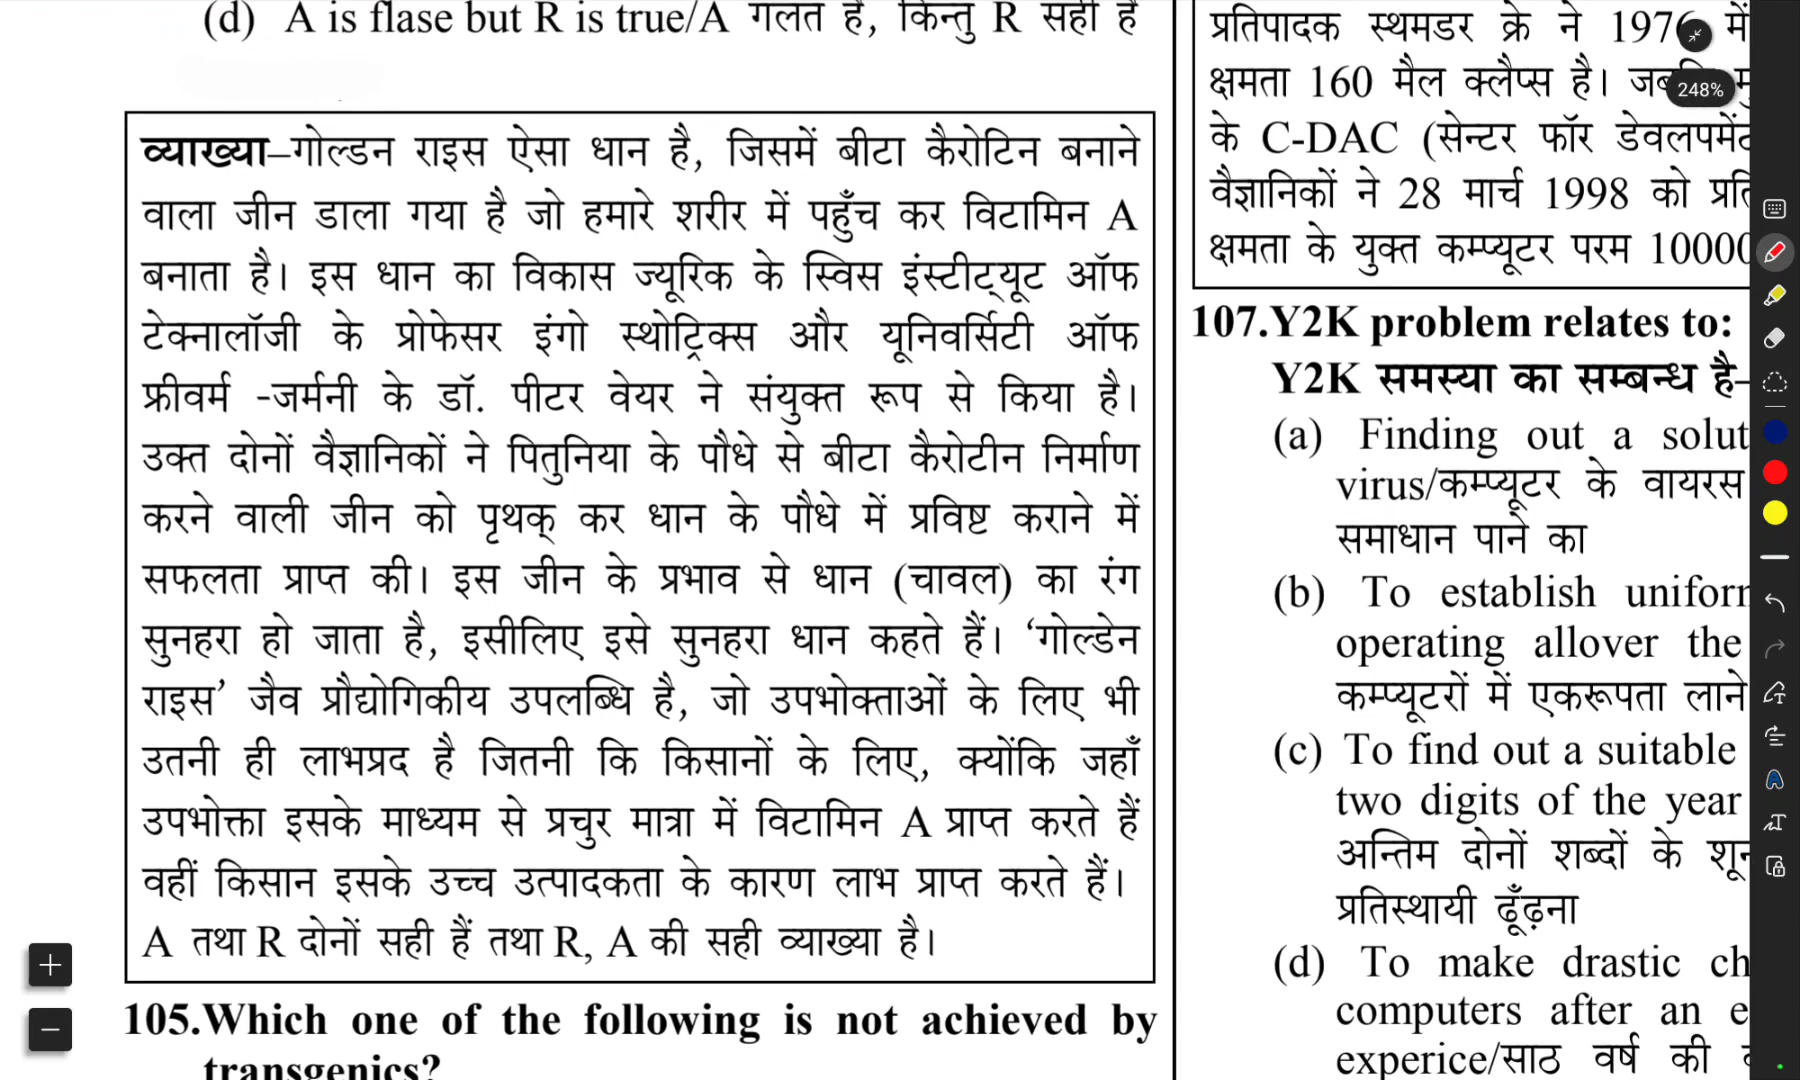 (d) A is flase but R is true/A गलत है, किन्तु R सही है
व्याख्या–गोल्डन राइस ऐसा धान है, जिसमें बीटा कैरोटिन बनाने
वाला जीन डाला गया है जो हमारे शरीर में पहुँच कर विटामिन A
बनाता है। इस धान का विकास ज्यूरिक के स्विस इंस्टीट्यूट ऑफ
टेक्नालॉजी के प्रोफेसर इंगो स्थोट्रिक्स और यूनिवर्सिटी ऑफ
फ्रीवर्म -जर्मनी के डॉ. पीटर वेयर ने संयुक्त रूप से किया है।
उक्त दोनों वैज्ञानिकों ने पितुनिया के पौधे से बीटा कैरोटीन निर्माण
करने वाली जीन को पृथक् कर धान के पौधे में प्रविष्ट कराने में
सफलता प्राप्त की। इस जीन के प्रभाव से धान (चावल) का रंग
सुनहरा हो जाता है, इसीलिए इसे सुनहरा धान कहते हैं। ‘गोल्डेन
राइस’ जैव प्रौद्योगिकीय उपलब्धि है, जो उपभोक्ताओं के लिए भी
उतनी ही लाभप्रद है जितनी कि किसानों के लिए, क्योंकि जहाँ
उपभोक्ता इसके माध्यम से प्रचुर मात्रा में विटामिन A प्राप्त करते हैं
वहीं किसान इसके उच्च उत्पादकता के कारण लाभ प्राप्त करते हैं।
A तथा R दोनों सही हैं तथा R, A की सही व्याख्या है।
105.Which one of the following is not achieved by
transgenics?
प्रतिपादक स्थमडर क्रे ने 1976 में
क्षमता 160 मैल क्लैप्स है।
के C-DAC (सेन्टर फॉर डेवलपमेंट
वैज्ञानिकों ने 28 मार्च 1998 को
क्षमता के युक्त कम्प्यूटर परम 10000
107.Y2K problem relates to:
Y2K समस्या का सम्बन्ध है–
(a) Finding out a solut
virus/कम्प्यूटर के वायरस
समाधान पाने का
(b) To establish uniform
operating allover the
कम्प्यूटरों में एकरूपता लाने
(c) To find out a suitable
two digits of the year
अन्तिम दोनों शब्दों के
प्रतिस्थायी ढूँढ़ना
(d) To make drastic ch
computers after an e
experice/साठ वर्ष की
248%